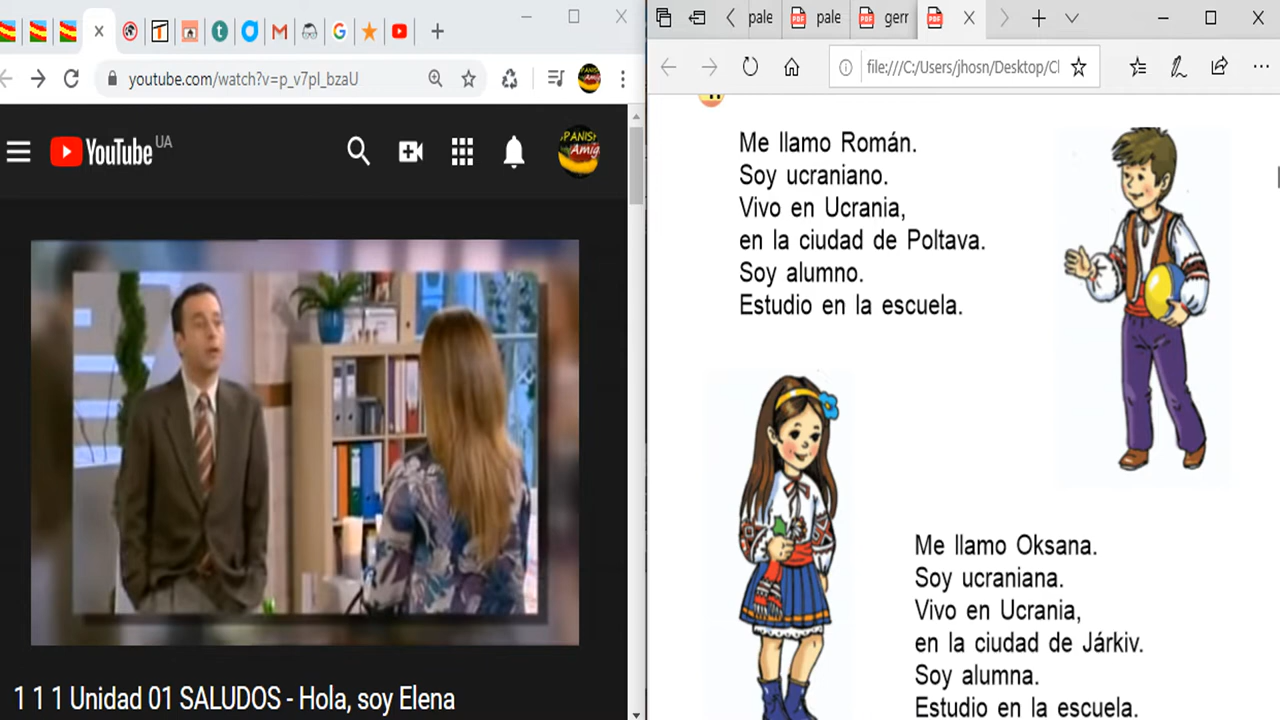 youtube.com/watch?v=p_v7pI_bzaU
YouTube UA
PANISH
Amig
1 1 1 Unidad 01 SALUDOS - Hola, soy Elena
pale
pale
gerr
file:///C:/Users/jhosn/Desktop/Cl
Me llamo Román.
Soy ucraniano.
Vivo en Ucrania,
en la ciudad de Poltava.
Soy alumno.
Estudio en la escuela.
Me llamo Oksana.
Soy ucraniana.
Vivo en Ucrania,
en la ciudad de Járkiv.
Soy alumna.
Estudio en la escuela.